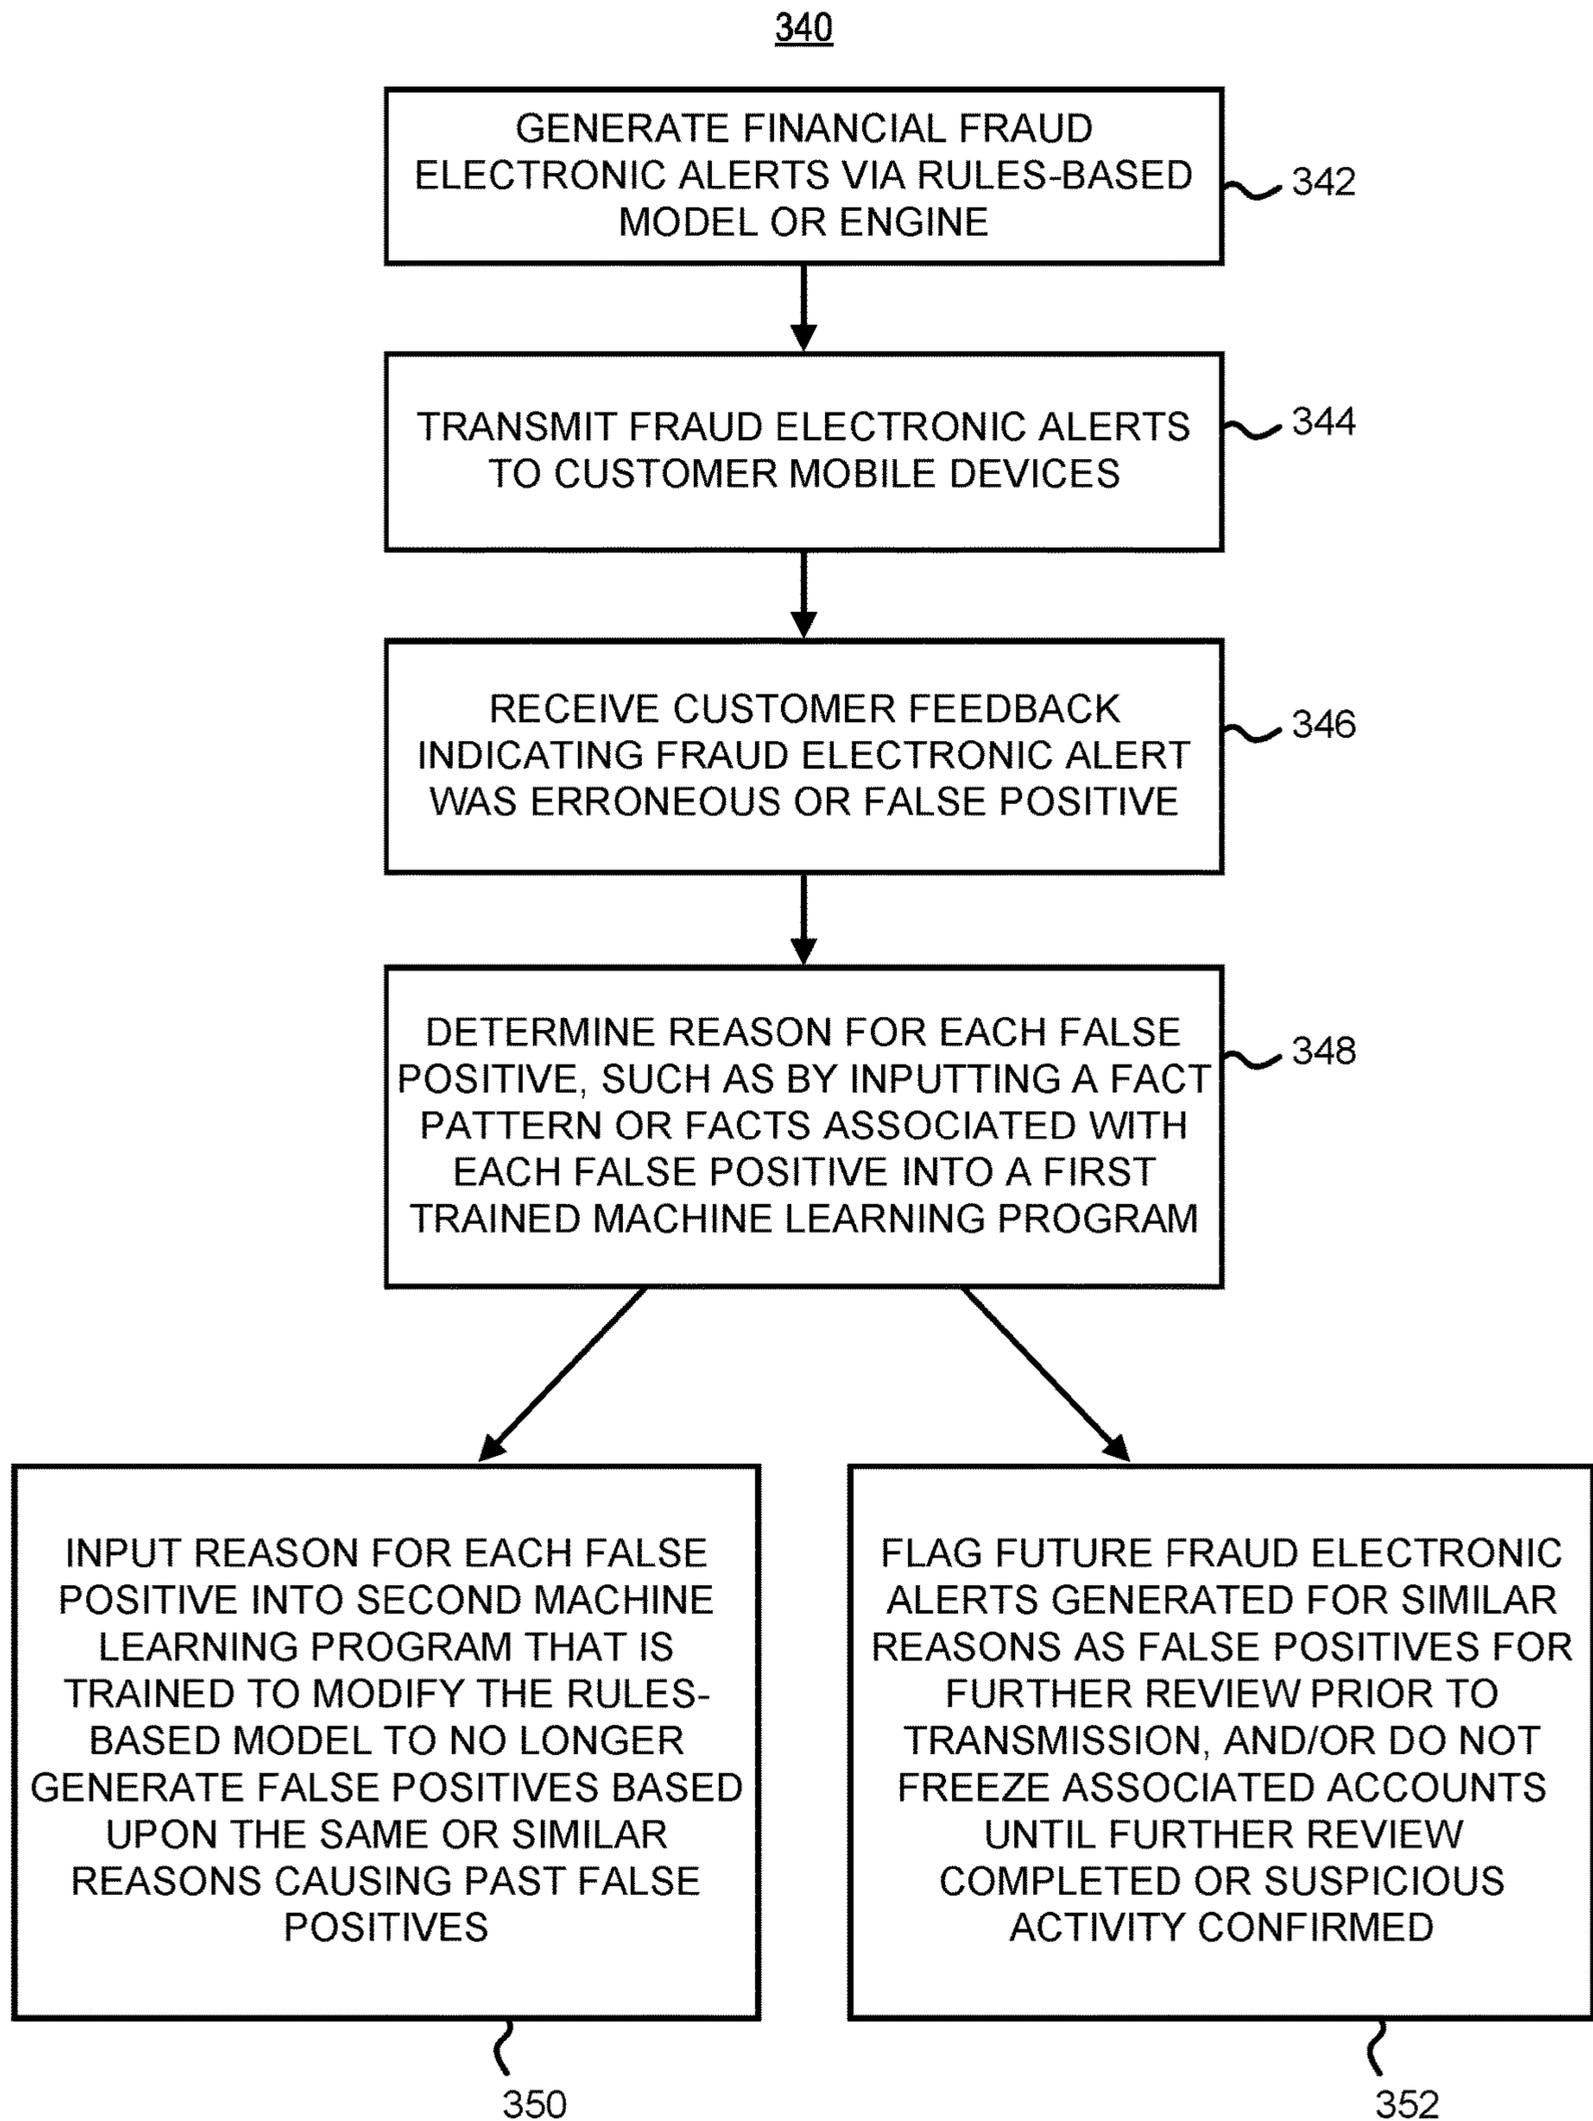 340
GENERATE FINANCIAL FRAUD
ELECTRONIC ALERTS VIA RULES-BASED
MODEL OR ENGINE
342
TRANSMIT FRAUD ELECTRONIC ALERTS
TO CUSTOMER MOBILE DEVICES
344
RECEIVE CUSTOMER FEEDBACK
INDICATING FRAUD ELECTRONIC ALERT
WAS ERRONEOUS OR FALSE POSITIVE
346
DETERMINE REASON FOR EACH FALSE
POSITIVE, SUCH AS BY INPUTTING A FACT
PATTERN OR FACTS ASSOCIATED WITH
EACH FALSE POSITIVE INTO A FIRST
TRAINED MACHINE LEARNING PROGRAM
348
INPUT REASON FOR EACH FALSE
POSITIVE INTO SECOND MACHINE
LEARNING PROGRAM THAT IS
TRAINED TO MODIFY THE RULES-
BASED MODEL TO NO LONGER
GENERATE FALSE POSITIVES BASED
UPON THE SAME OR SIMILAR
REASONS CAUSING PAST FALSE
POSITIVES
350
FLAG FUTURE FRAUD ELECTRONIC
ALERTS GENERATED FOR SIMILAR
REASONS AS FALSE POSITIVES FOR
FURTHER REVIEW PRIOR TO
TRANSMISSION, AND/OR DO NOT
FREEZE ASSOCIATED ACCOUNTS
UNTIL FURTHER REVIEW
COMPLETED OR SUSPICIOUS
ACTIVITY CONFIRMED
352